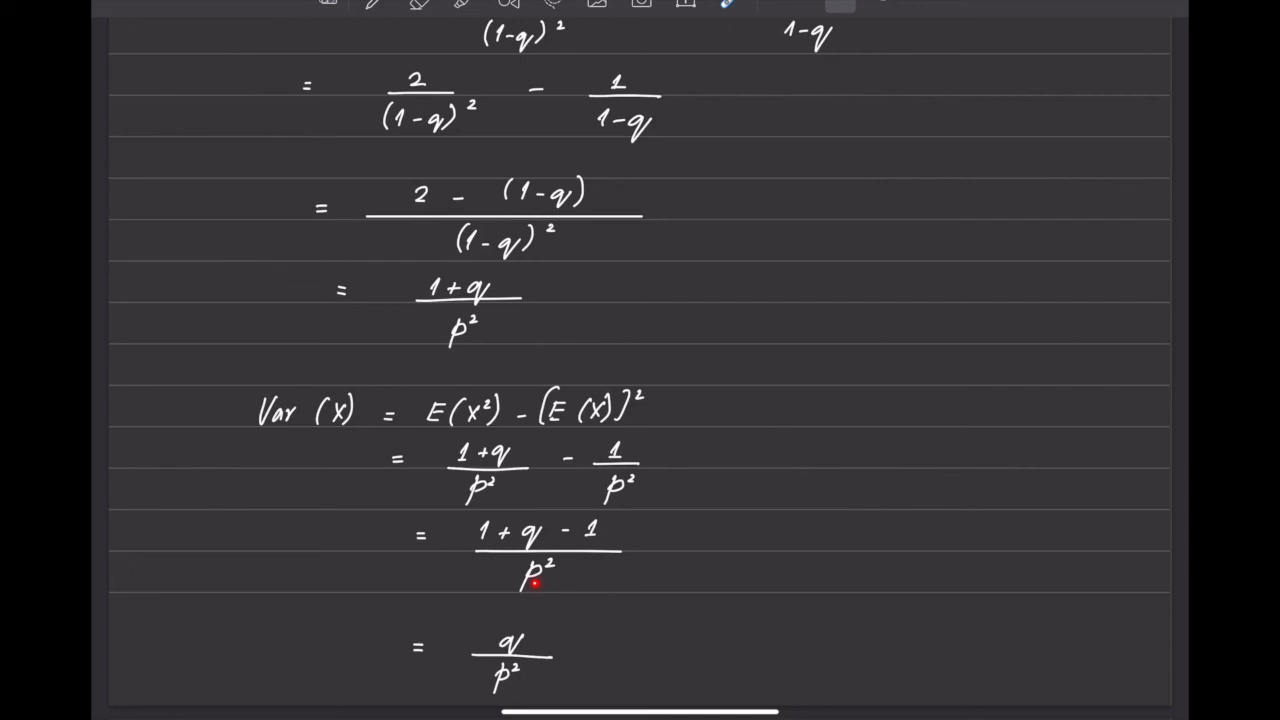 (1-q)² 1-q
= 2/(1-q)² - 1/(1-q)
= (2 - (1-q))/(1-q)²
= (1+q)/p²
Var (X) = E(X²) - [E (X)]²
= (1+q)/p² - 1/p²
= (1 + q - 1)/p²
= q/p²